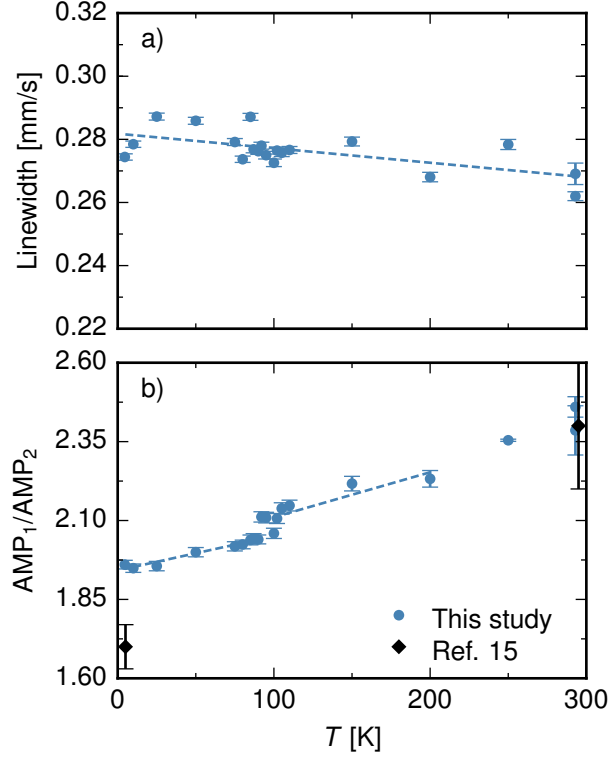 0.32
a)
0.30
0.28
0.26
0.24
0.22
Linewidth [mm/s]
2.60
b)
2.35
2.10
1.85
1.60
AMP₁/AMP₂
This study
Ref. 15
0 100 200 300
T [K]